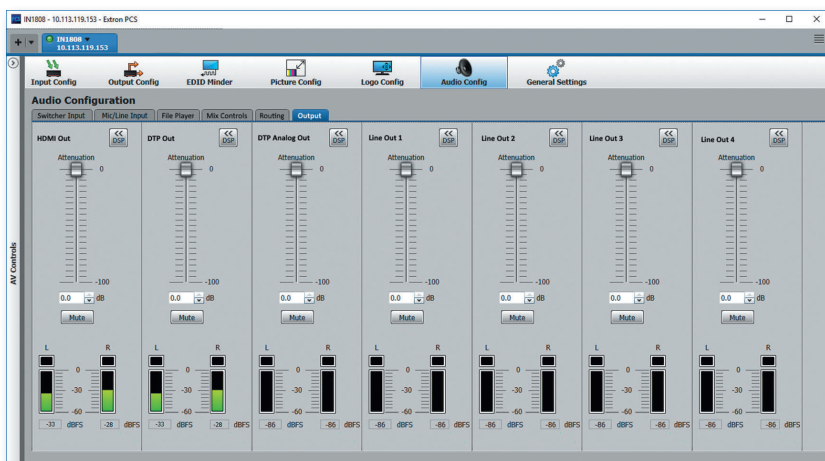 IN1808 - 10.113.119.153 - Extron PCS
IN1808
10.113.119.153
Input Config Output Config EDID Minder Picture Config Logo Config Audio Config General Settings
Audio Configuration
Switcher Input Mic/Line Input File Player Mix Controls Routing Output
AV Controls
HDMI Out << DSP DTP Out << DSP DTP Analog Out << DSP Line Out 1 << DSP Line Out 2 << DSP Line Out 3 << DSP Line Out 4 << DSP
Attenuation Attenuation Attenuation Attenuation Attenuation Attenuation Attenuation
0 0 0 0 0 0 0
-100 -100 -100 -100 -100 -100 -100
0.0 dB 0.0 dB 0.0 dB 0.0 dB 0.0 dB 0.0 dB 0.0 dB
Mute Mute Mute Mute Mute Mute Mute
L R L R L R L R L R L R L R
0 0 0 0 0 0 0
-30 -30 -30 -30 -30 -30 -30
-60 -60 -60 -60 -60 -60 -60
-33 dBFS -28 dBFS -33 dBFS -28 dBFS -86 dBFS -86 dBFS -86 dBFS -86 dBFS -86 dBFS -86 dBFS -86 dBFS -86 dBFS -86 dBFS -86 dBFS